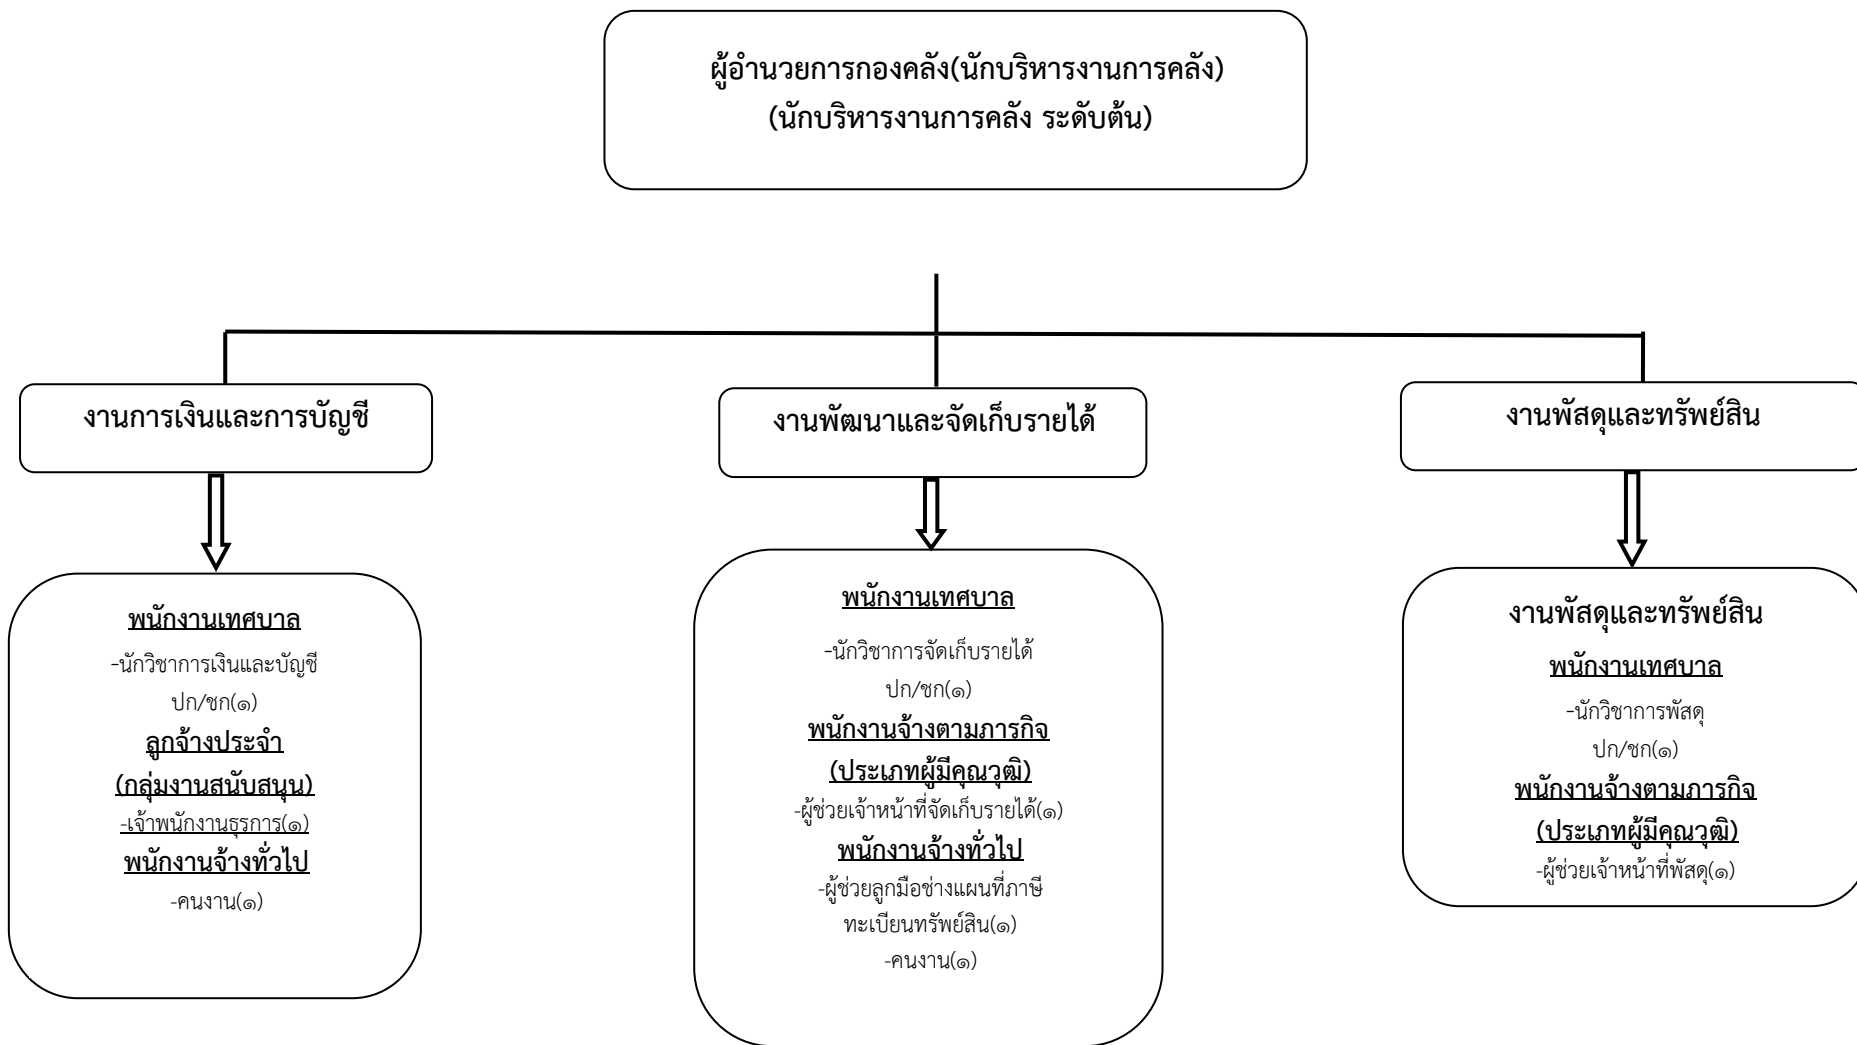 ผู้อำนวยการกองคลัง(นักบริหารงานการคลัง)
(นักบริหารงานการคลัง ระดับต้น)
งานการเงินและการบัญชี
งานพัฒนาและจัดเก็บรายได้
งานพัสดุและทรัพย์สิน
พนักงานเทศบาล
-นักวิชาการเงินและบัญชี
ปก/ชก(๑)
ลูกจ้างประจำ
(กลุ่มงานสนับสนุน)
-เจ้าพนักงานธุรการ(๑)
พนักงานจ้างทั่วไป
-คนงาน(๑)
พนักงานเทศบาล
-นักวิชาการจัดเก็บรายได้
ปก/ชก(๑)
พนักงานจ้างตามภารกิจ
(ประเภทผู้มีคุณวุฒิ)
-ผู้ช่วยเจ้าหน้าที่จัดเก็บรายได้(๑)
พนักงานจ้างทั่วไป
-ผู้ช่วยลูกมือช่างแผนที่ภาษี
ทะเบียนทรัพย์สิน(๑)
-คนงาน(๑)
งานพัสดุและทรัพย์สิน
พนักงานเทศบาล
-นักวิชาการพัสดุ
ปก/ชก(๑)
พนักงานจ้างตามภารกิจ
(ประเภทผู้มีคุณวุฒิ)
-ผู้ช่วยเจ้าหน้าที่พัสดุ(๑)